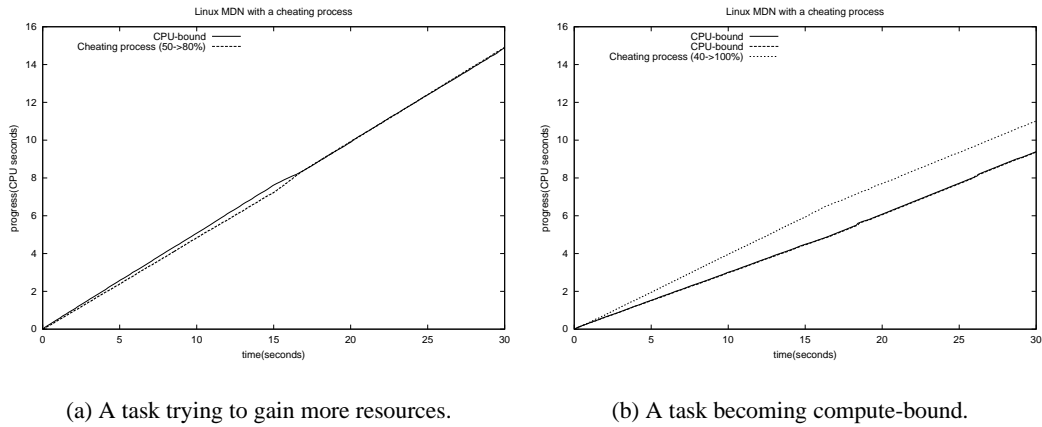 Linux MDN with a cheating process
CPU-bound
Cheating process (50->80%)
progress(CPU seconds)
16
14
12
10
8
6
4
2
0
0 5 10 15 20 25 30
time(seconds)
(a) A task trying to gain more resources.
Linux MDN with a cheating process
CPU-bound
CPU-bound
Cheating process (40->100%)
progress(CPU seconds)
16
14
12
10
8
6
4
2
0
0 5 10 15 20 25 30
time(seconds)
(b) A task becoming compute-bound.